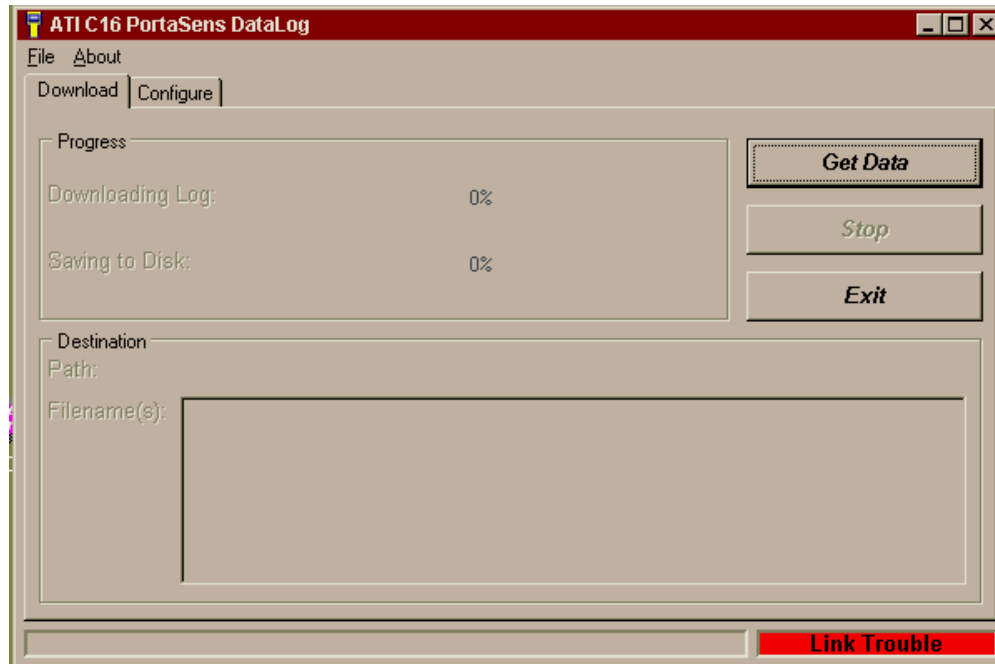 ATI C16 PortaSens DataLog
File About
Download Configure
Progress
Downloading Log: 0%
Saving to Disk: 0%
Get Data
Stop
Exit
Destination
Path:
Filename(s):
Link Trouble